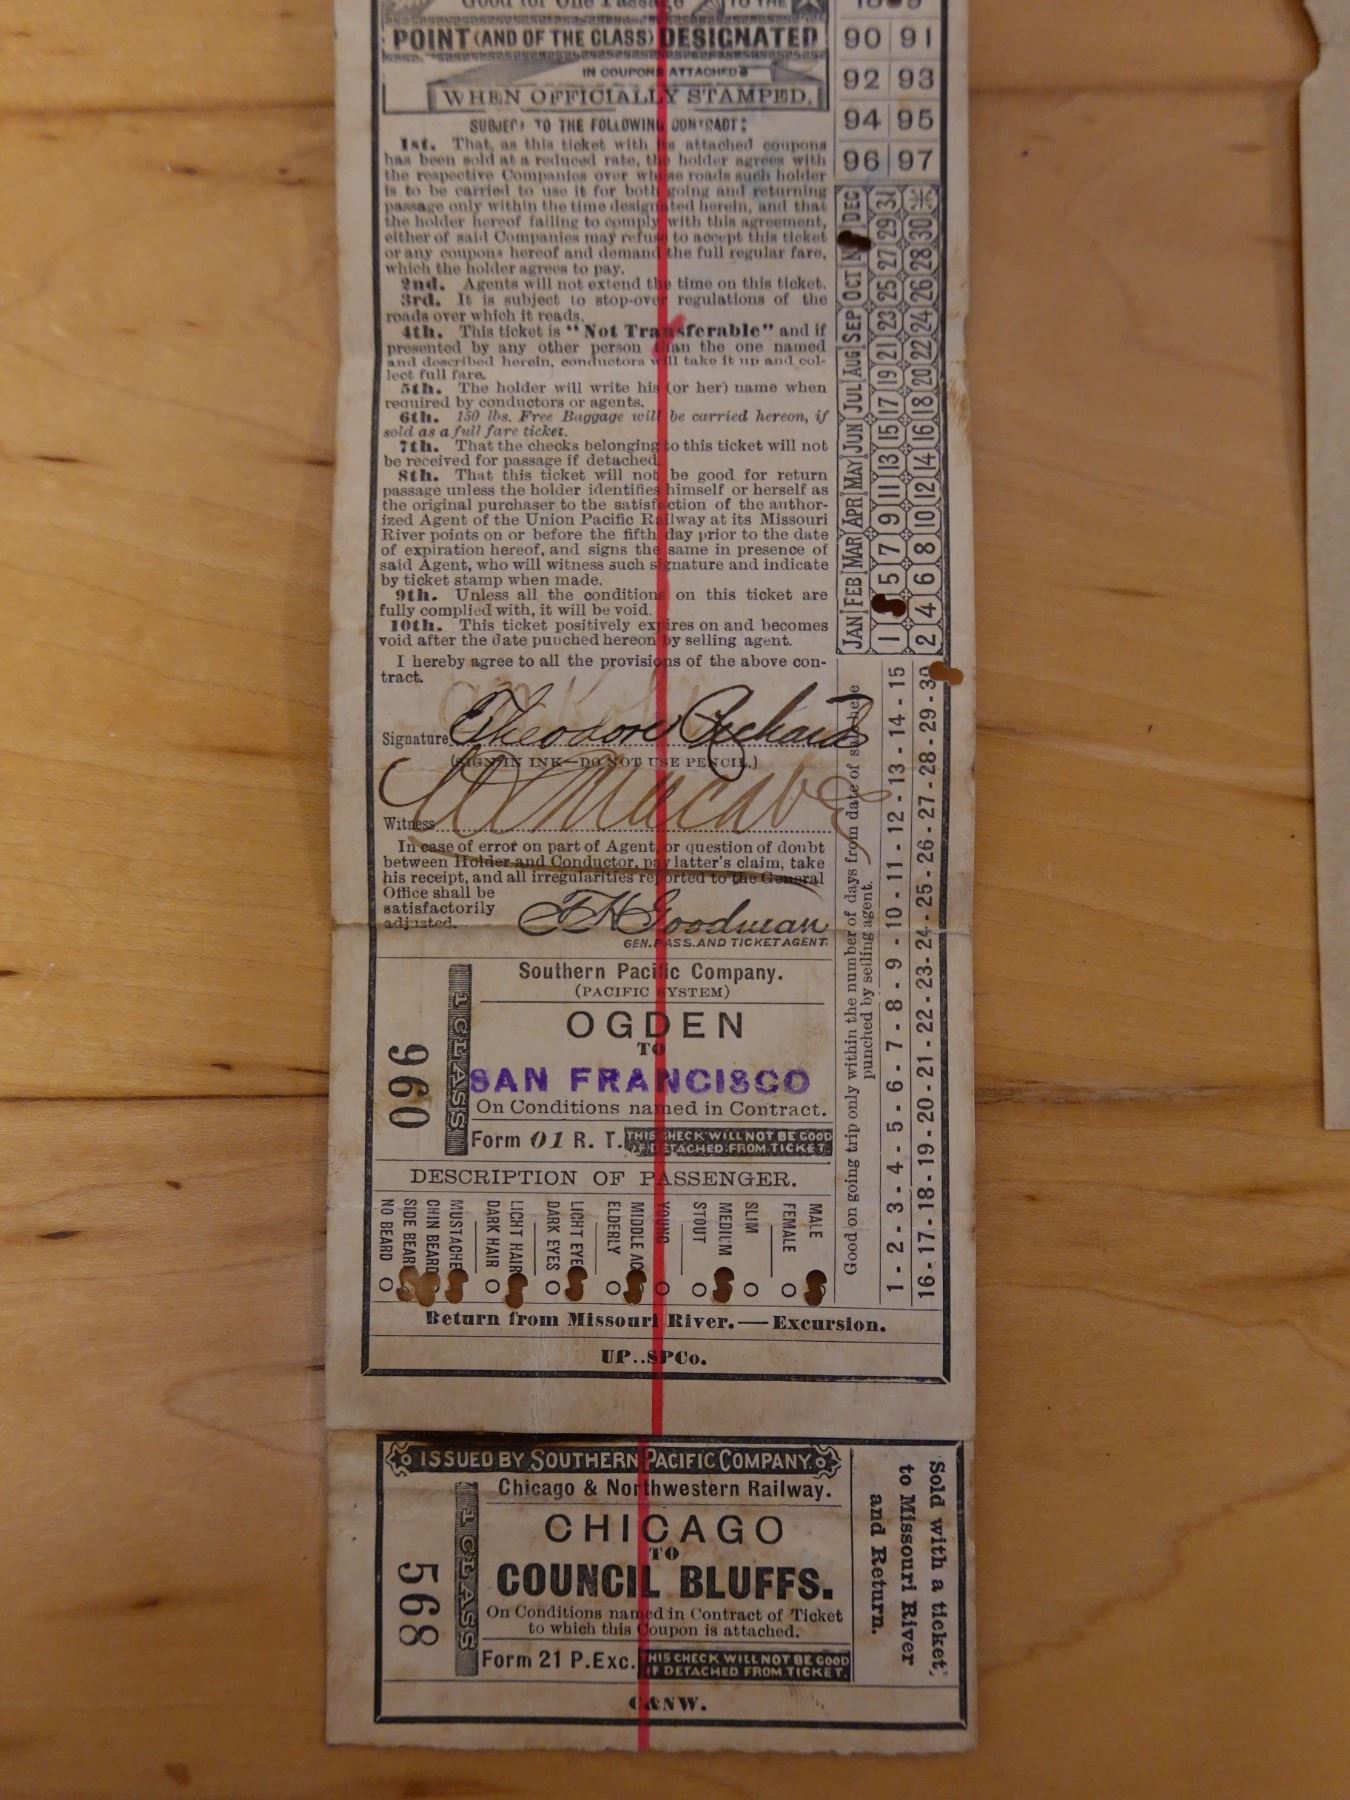 Good for One Passage TO THE
POINT (AND OF THE CLASS) DESIGNATED
IN COUPONS ATTACHED
WHEN OFFICIALLY STAMPED.
SUBJECT TO THE FOLLOWING CONTRACT:
1st. That, as this ticket with its attached coupons
has been sold at a reduced rate, the holder agrees with
the respective Companies over whose roads such holder
is to be carried to use it for both going and returning
passage only within the time designated herein, and that
the holder hereof failing to comply with this agreement,
either of said Companies may refuse to accept this ticket
or any coupons hereof and demand the full regular fare,
which the holder agrees to pay.
2nd. Agents will not extend the time on this ticket.
3rd. It is subject to stop-over regulations of the
roads over which it reads.
4th. This ticket is "Not Transferable" and if
presented by any other person than the one named
and described herein, conductors will take it up and col-
lect full fare.
5th. The holder will write his (or her) name when
required by conductors or agents.
6th. 150 lbs. Free Baggage will be carried hereon, if
sold as a full fare ticket.
7th. That the checks belonging to this ticket will not
be received for passage if detached.
8th. That this ticket will not be good for return
passage unless the holder identifies himself or herself as
the original purchaser to the satisfaction of the author-
ized Agent of the Union Pacific Railway at its Missouri
River points on or before the fifth day prior to the date
of expiration hereof, and signs the same in presence of
said Agent, who will witness such signature and indicate
by ticket stamp when made.
9th. Unless all the conditions on this ticket are
fully complied with, it will be void.
10th. This ticket positively expires on and becomes
void after the date punched hereon by selling agent.
I hereby agree to all the provisions of the above con-
tract.
Signature Theodore
(SIGN IN INK—DO NOT USE PENCIL.)
Witness
In case of error on part of Agent, or question of doubt
between Holder and Conductor, pay latter's claim, take
his receipt, and all irregularities reported to the General
Office shall be
satisfactorily
adjusted.
F H Goodman
GEN. PASS. AND TICKET AGENT.
90 91
92 93
94 95
96 97
JAN FEB MAR APR MAY JUN JUL AUG SEP OCT N DEC
1 5 7 9 11 13 15 17 19 21 23 25 27 29 31
2 4 6 8 10 12 14 16 18 20 22 24 26 28 30
Good on going trip only within the number of days from date of sale here
punched by selling agent.
1 - 2 - 3 - 4 - 5 - 6 - 7 - 8 - 9 - 10 - 11 - 12 - 13 - 14 - 15
16 - 17 - 18 - 19 - 20 - 21 - 22 - 23 - 24 - 25 - 26 - 27 - 28 - 29 - 30
960
1 CLASS
Southern Pacific Company.
(PACIFIC SYSTEM)
OGDEN
TO
SAN FRANCISCO
On Conditions named in Contract.
Form 01 R. T. THIS CHECK WILL NOT BE GOOD
IF DETACHED FROM TICKET.
DESCRIPTION OF PASSENGER.
NO BEARD
SIDE BEARD
CHIN BEARD
MUSTACHE
DARK HAIR
LIGHT HAIR
DARK EYES
LIGHT EYE
ELDERLY
MIDDLE AG
YOUNG
STOUT
MEDIUM
SLIM
FEMALE
MALE
Return from Missouri River.—Excursion.
UP..SPCo.
ISSUED BY SOUTHERN PACIFIC COMPANY.
568
1 CLASS
Chicago & Northwestern Railway.
CHICAGO
TO
COUNCIL BLUFFS.
On Conditions named in Contract of Ticket
to which this Coupon is attached.
Form 21 P.Exc. THIS CHECK WILL NOT BE GOOD
IF DETACHED FROM TICKET.
C&NW.
Sold with a ticket,
to Missouri River
and Return.